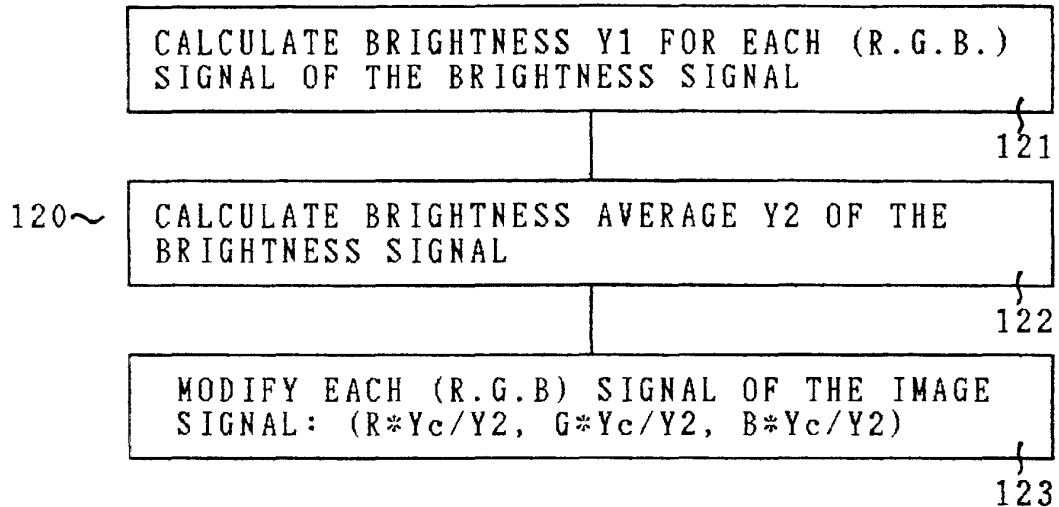 CALCULATE BRIGHTNESS Y1 FOR EACH (R.G.B.)
SIGNAL OF THE BRIGHTNESS SIGNAL
121
120~
CALCULATE BRIGHTNESS AVERAGE Y2 OF THE
BRIGHTNESS SIGNAL
122
MODIFY EACH (R.G.B) SIGNAL OF THE IMAGE
SIGNAL: (R*Yc/Y2, G*Yc/Y2, B*Yc/Y2)
123